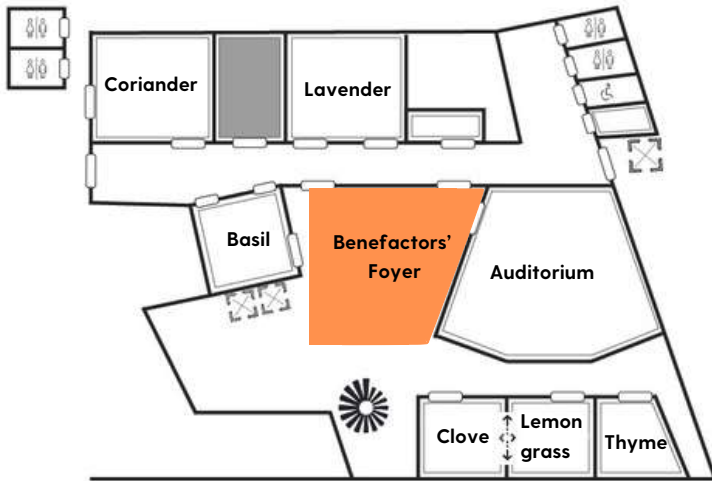 Coriander
Lavender
Basil
Benefactors'
Foyer
Auditorium
Clove
Lemon
grass
Thyme